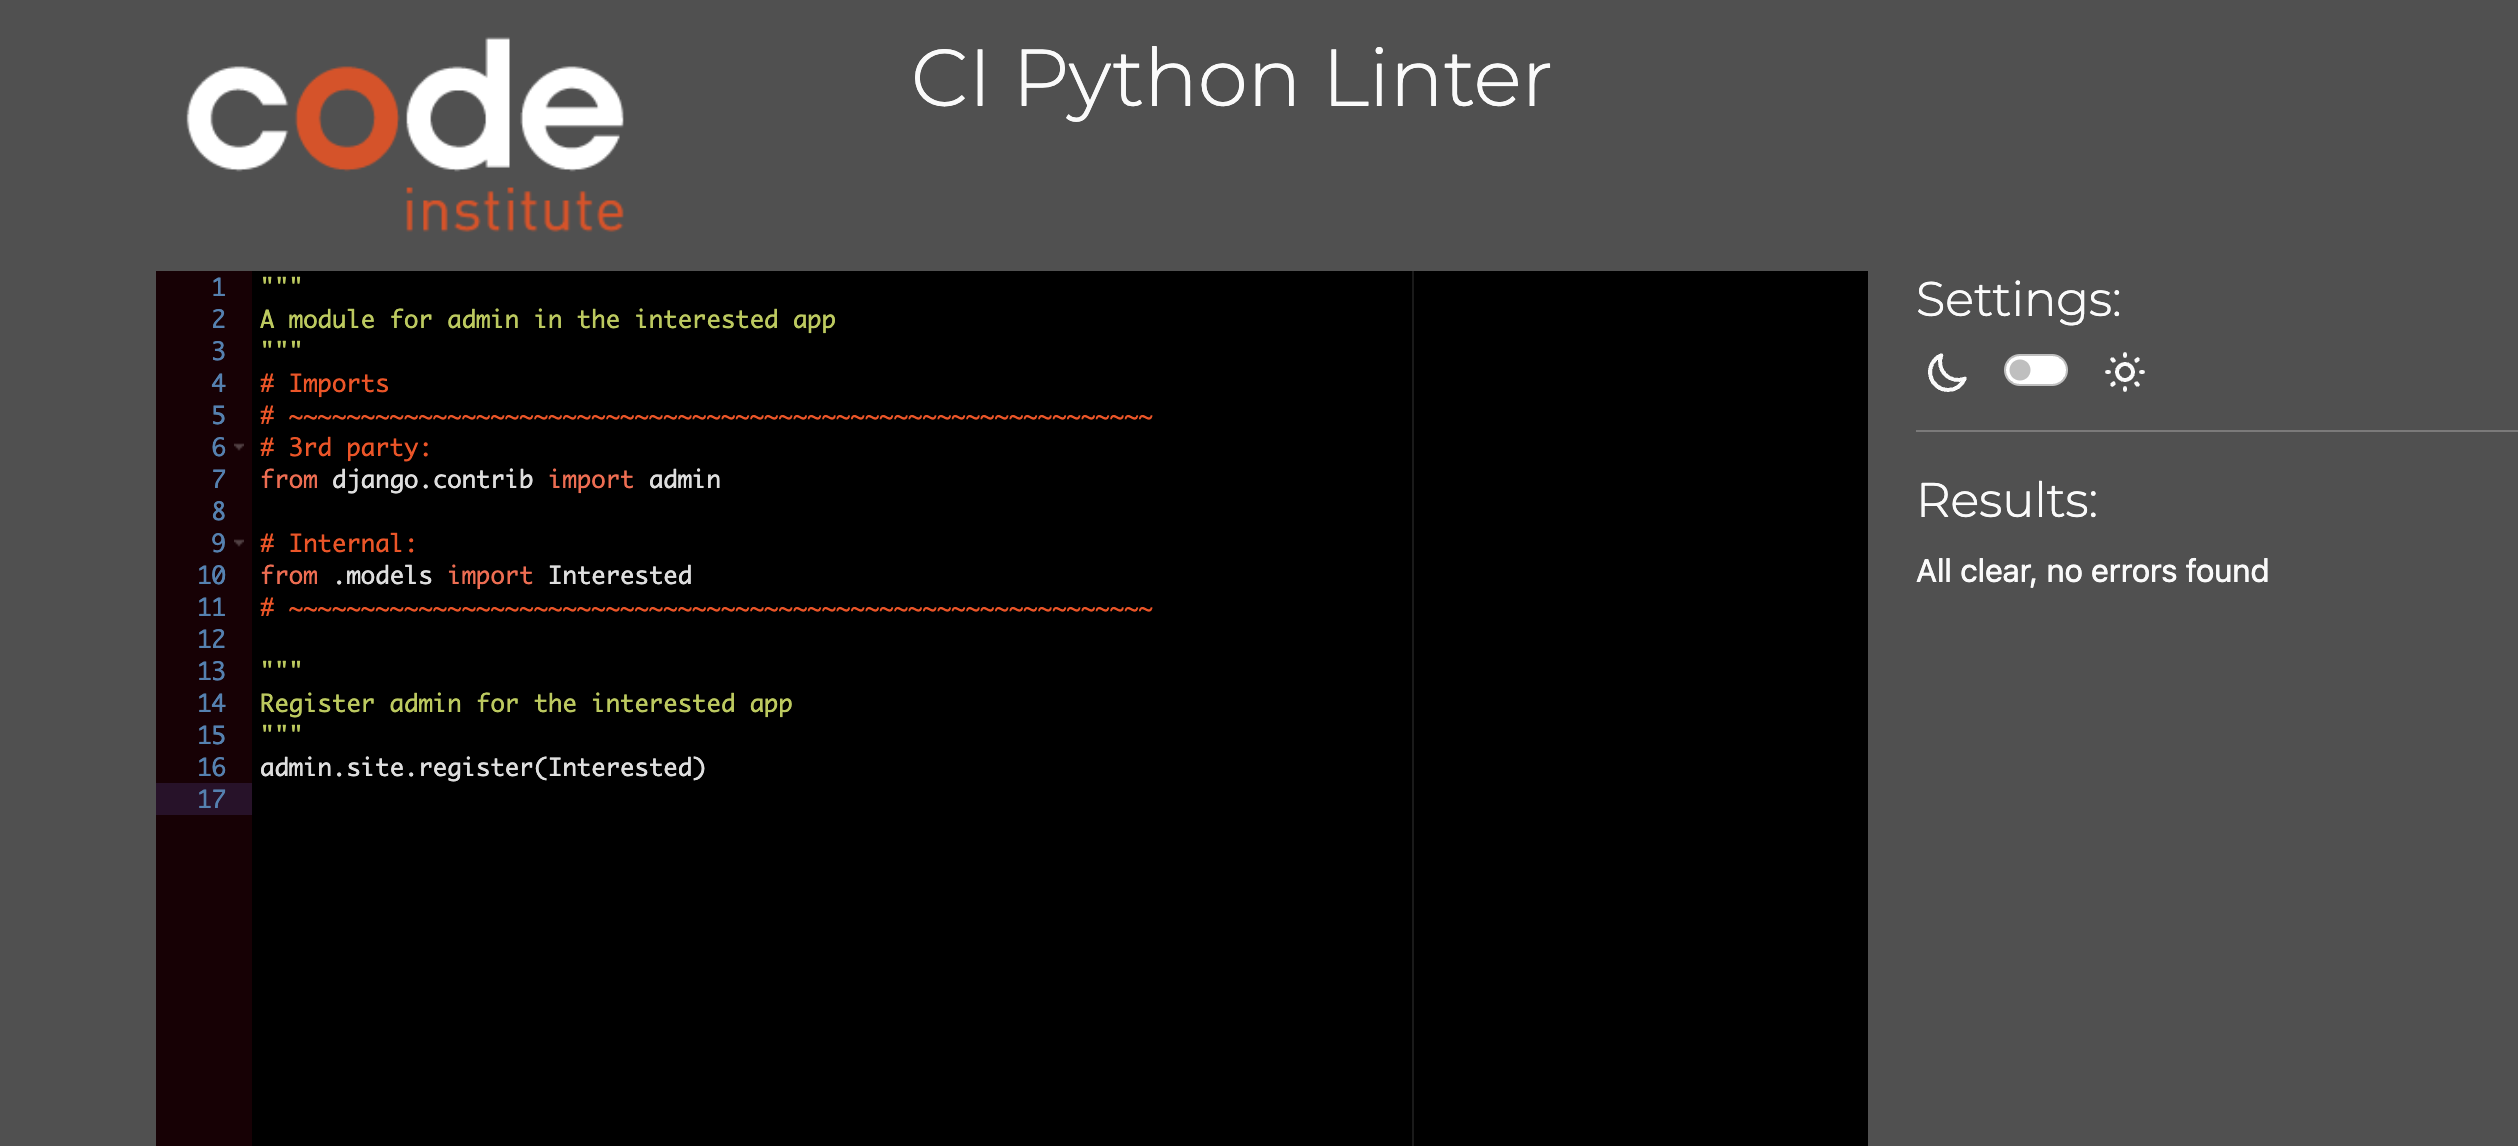 code
institute
CI Python Linter
1 """
2 A module for admin in the interested app
3 """
4 # Imports
5 # ~~~~~~~~~~~~~~~~~~~~~~~~~~~~~~~~~~~~~~~~~~~~~~~~~~~~~~~~~~~~
6 # 3rd party:
7 from django.contrib import admin
8
9 # Internal:
10 from .models import Interested
11 # ~~~~~~~~~~~~~~~~~~~~~~~~~~~~~~~~~~~~~~~~~~~~~~~~~~~~~~~~~~~~
12
13 """
14 Register admin for the interested app
15 """
16 admin.site.register(Interested)
17
Settings:
Results:
All clear, no errors found